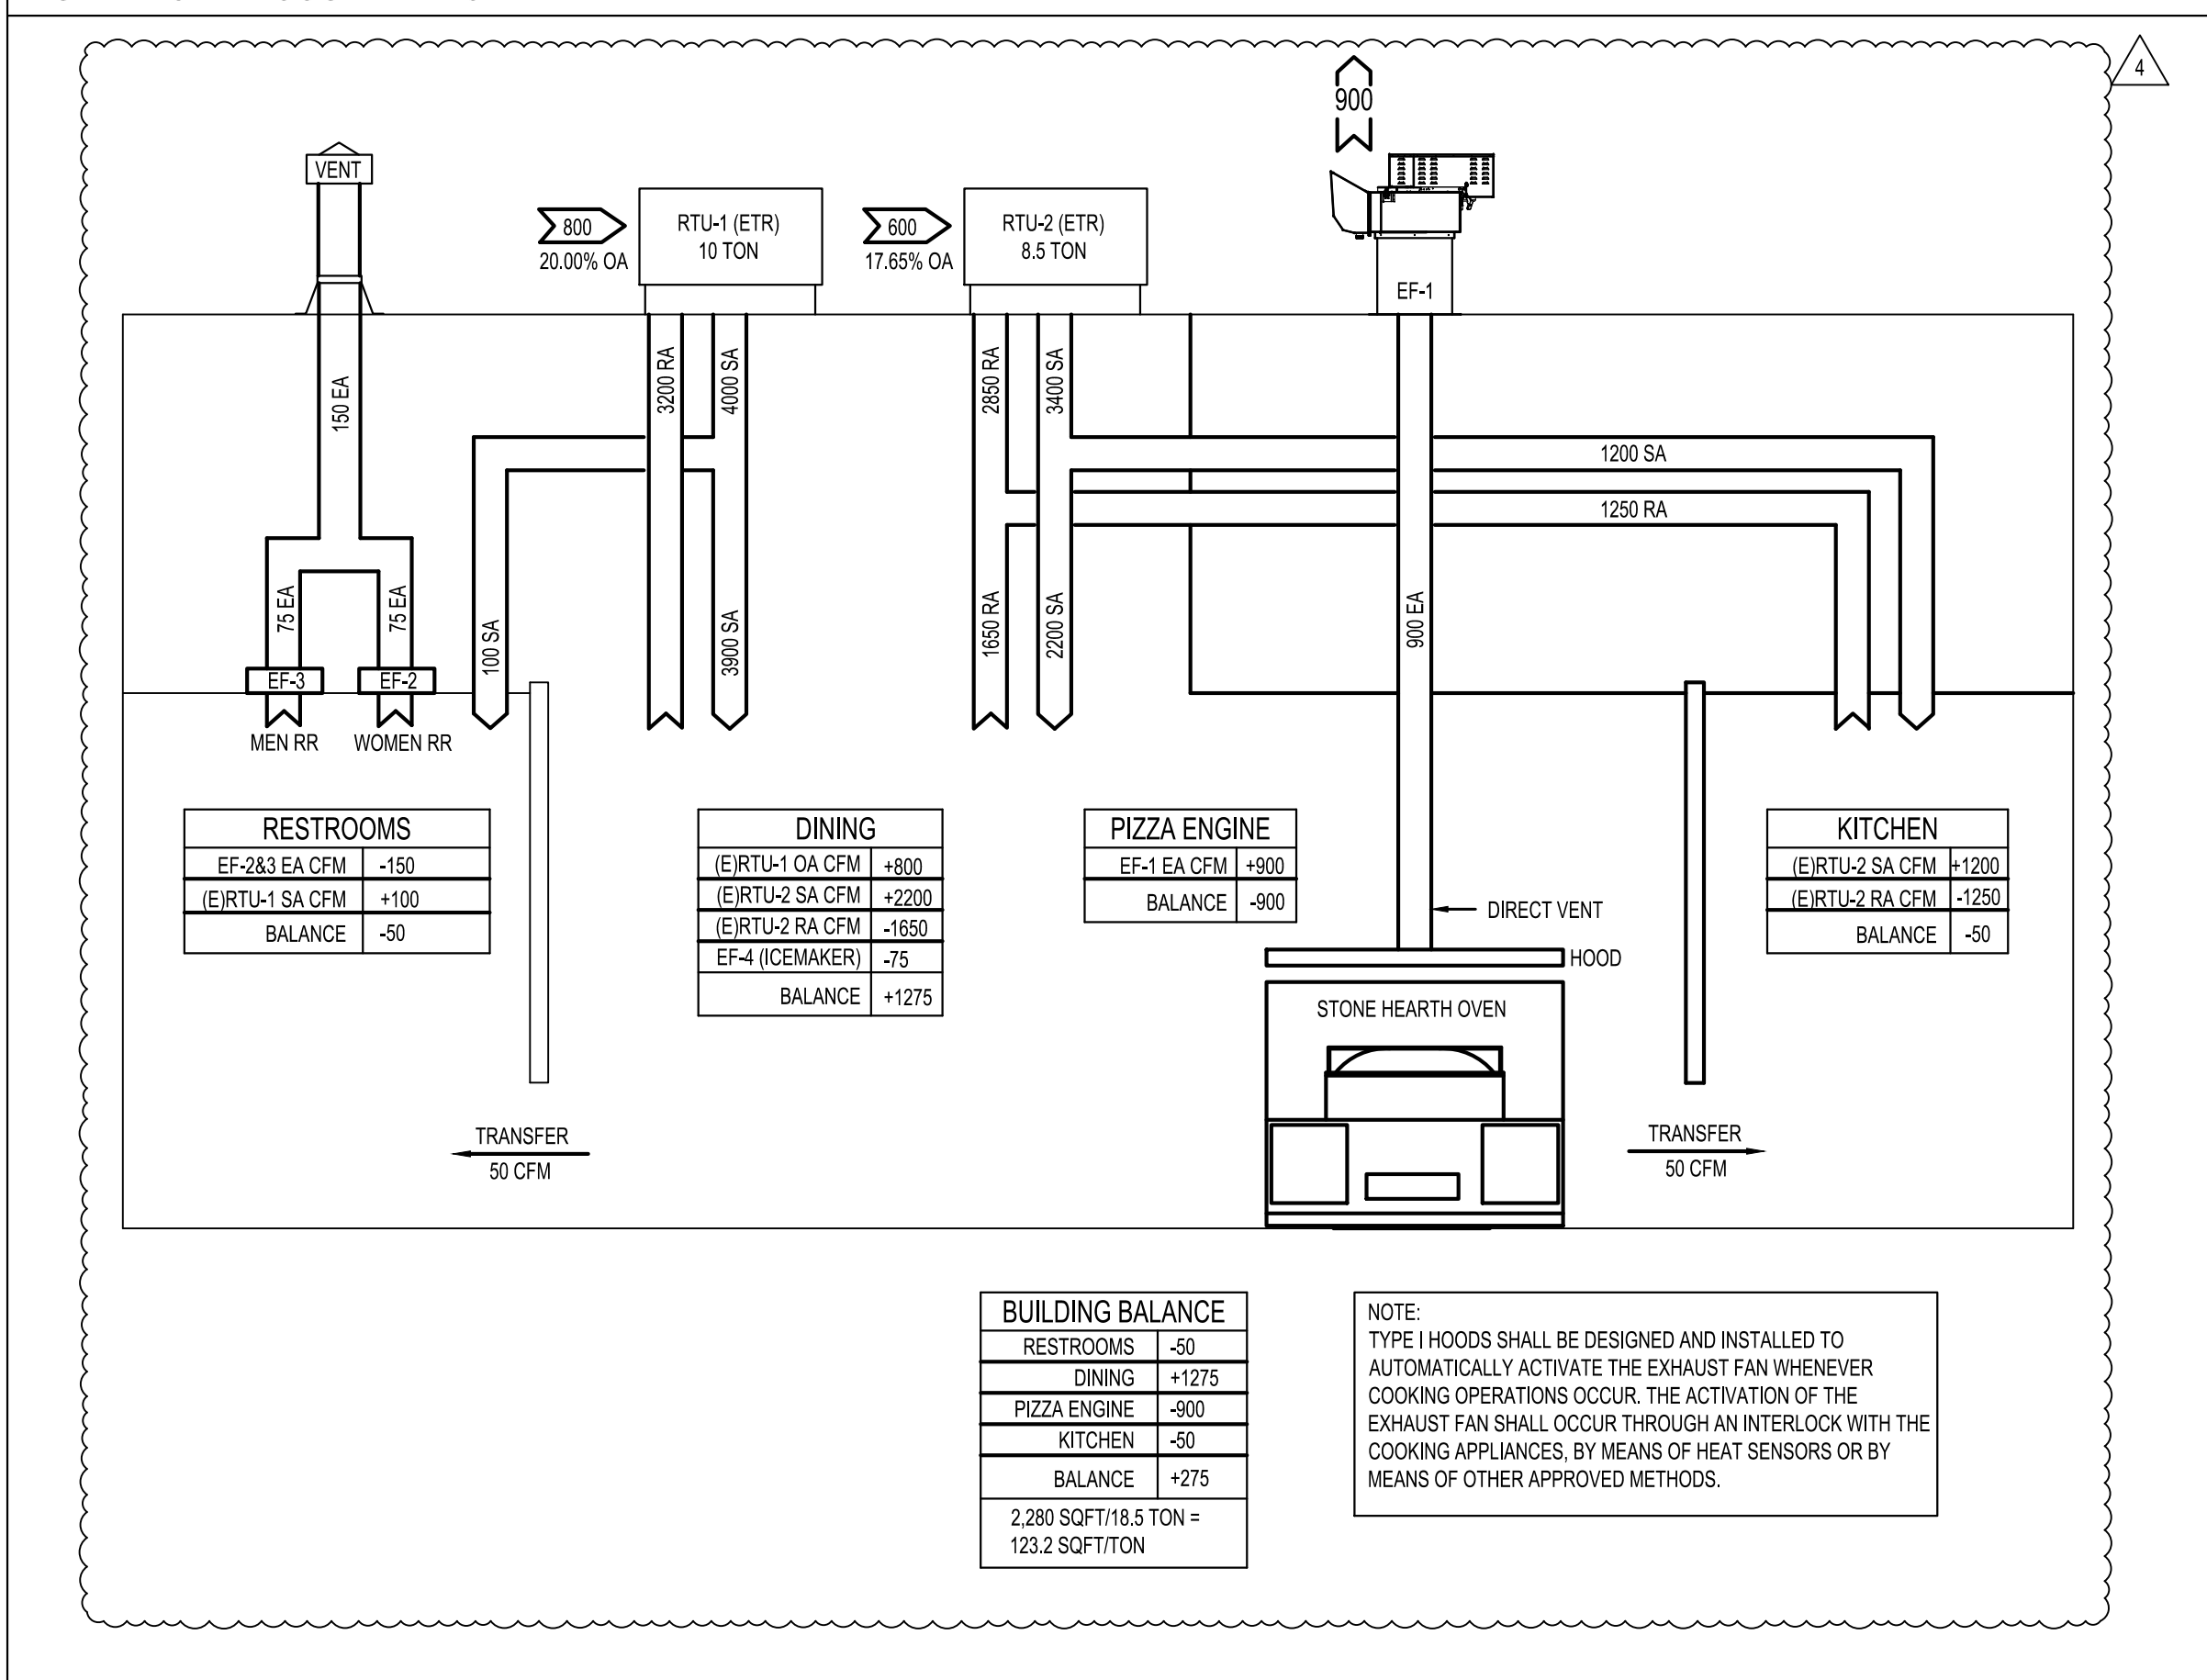 4
900
VENT
800
20.00% OA
RTU-1 (ETR)
10 TON
600
17.65% OA
RTU-2 (ETR)
8.5 TON
EF-1
150 EA
3200 RA
4000 SA
2850 RA
3400 SA
1200 SA
1250 RA
75 EA
75 EA
100 SA
3900 SA
1650 RA
2200 SA
900 EA
EF-3
EF-2
MEN RR
WOMEN RR
RESTROOMS
EF-2&3 EA CFM -150
(E)RTU-1 SA CFM +100
BALANCE -50
DINING
(E)RTU-1 OA CFM +800
(E)RTU-2 SA CFM +2200
(E)RTU-2 RA CFM -1650
EF-4 (ICEMAKER) -75
BALANCE +1275
PIZZA ENGINE
EF-1 EA CFM +900
BALANCE -900
KITCHEN
(E)RTU-2 SA CFM +1200
(E)RTU-2 RA CFM -1250
BALANCE -50
DIRECT VENT
HOOD
STONE HEARTH OVEN
TRANSFER
50 CFM
TRANSFER
50 CFM
BUILDING BALANCE
RESTROOMS -50
DINING +1275
PIZZA ENGINE -900
KITCHEN -50
BALANCE +275
2,280 SQFT/18.5 TON =
123.2 SQFT/TON
NOTE:
TYPE I HOODS SHALL BE DESIGNED AND INSTALLED TO
AUTOMATICALLY ACTIVATE THE EXHAUST FAN WHENEVER
COOKING OPERATIONS OCCUR. THE ACTIVATION OF THE
EXHAUST FAN SHALL OCCUR THROUGH AN INTERLOCK WITH THE
COOKING APPLIANCES, BY MEANS OF HEAT SENSORS OR BY
MEANS OF OTHER APPROVED METHODS.